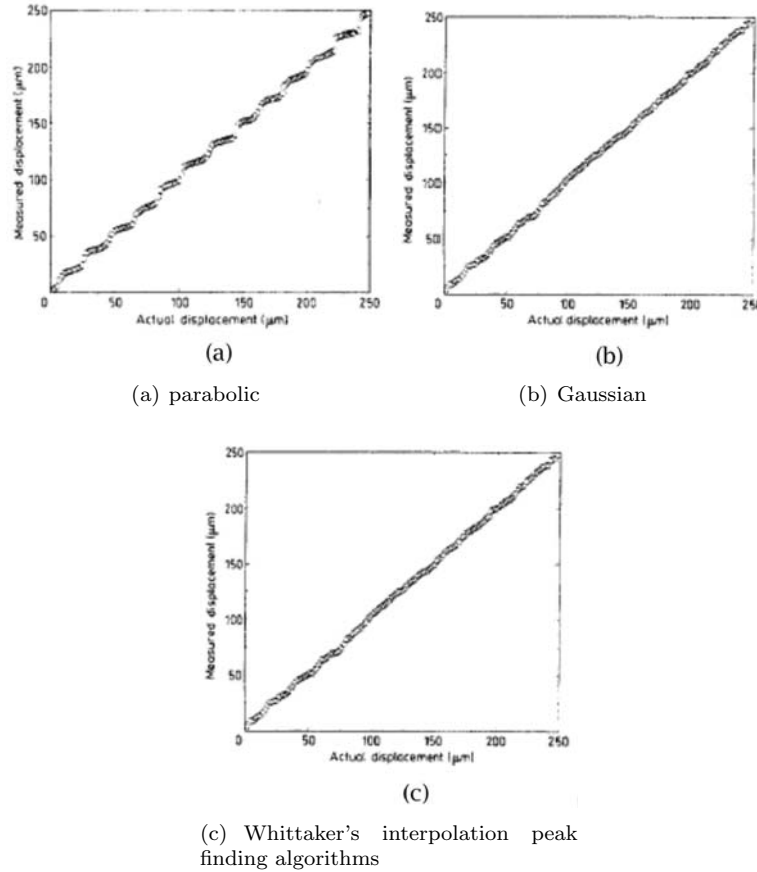 250
200
150
100
50
Measured displacement (μm)
0 50 100 150 200 250
Actual displacement (μm)
(a)
(a) parabolic
250
200
150
100
50
Measured displacement (μm)
0 50 100 150 200 250
Actual displacement (μm)
(b)
(b) Gaussian
250
200
150
100
50
Measured displacement (μm)
0 50 100 150 200 250
Actual displacement (μm)
(c)
(c) Whittaker's interpolation peak
finding algorithms